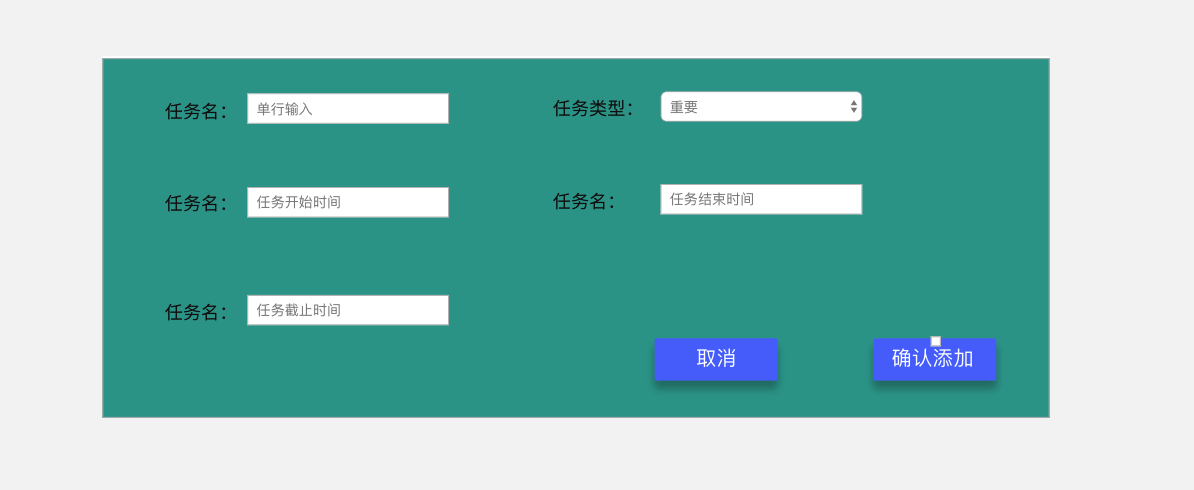 任务名： 单行输入 任务类型： 重要
任务名： 任务开始时间 任务名： 任务结束时间
任务名： 任务截止时间
取消 确认添加